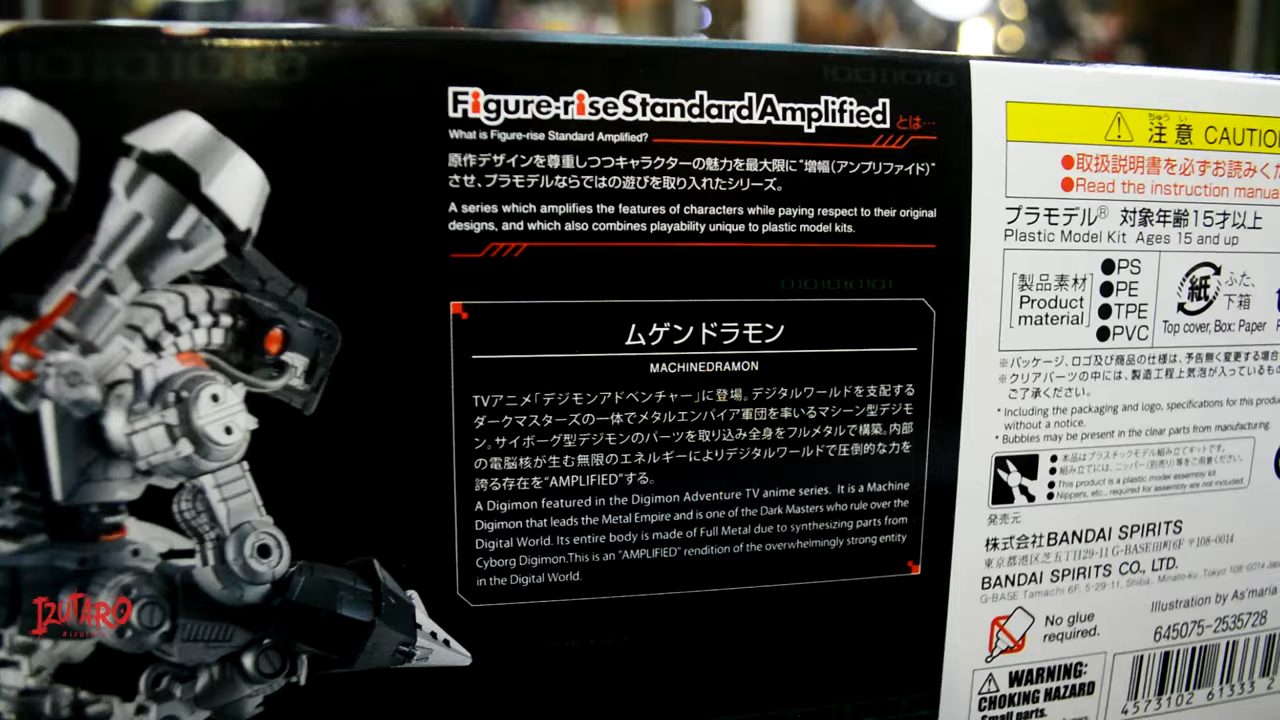 Figure-riseStandardAmplified とは…
What is Figure-rise Standard Amplified?
原作デザインを尊重しつつキャラクターの魅力を最大限に"増幅(アンプリファイド)"
させ、プラモデルならではの遊びを取り入れたシリーズ。
A series which amplifies the features of characters while paying respect to their original
designs, and which also combines playability unique to plastic model kits.
ムゲンドラモン
MACHINEDRAMON
TVアニメ「デジモンアドベンチャー」に登場。デジタルワールドを支配する
ダークマスターズの一体でメタルエンパイア軍団を率いるマシーン型デジモ
ン。サイボーグ型デジモンのパーツを取り込み全身をフルメタルで構築。内部
の電脳核が生む無限のエネルギーによりデジタルワールドで圧倒的な力を
誇る存在を"AMPLIFIED"する。
A Digimon featured in the Digimon Adventure TV anime series. It is a Machine
Digimon that leads the Metal Empire and is one of the Dark Masters who rule over the
Digital World. Its entire body is made of Full Metal due to synthesizing parts from
Cyborg Digimon.This is an "AMPLIFIED" rendition of the overwhelmingly strong entity
in the Digital World.
ちゅう い
注意 CAUTION
●取扱説明書を必ずお読みくだ
●Read the instruction manua
プラモデル® 対象年齢15才以上
Plastic Model Kit Ages 15 and up
[製品素材 Product material]
●PS
●PE
●TPE
●PVC
紙
ふた、
下箱
Top cover, Box: Paper
※パッケージ、ロゴ及び商品の仕様は、予告無く変更する場合
※クリアパーツの中には、製造工程上気泡が入っているもの
ご了承ください。
* Including the packaging and logo, specifications for this produ
without a notice.
* Bubbles may be present in the clear parts from manufacturing.
● 本品はプラスチックモデル組み立てキットです。
● 組み立てには、ニッパー(別売り)等をご用意ください。
● This product is a plastic model assembly kit.
● Nippers, etc., required for assembly are not included.
発売元
株式会社BANDAI SPIRITS
東京都港区芝五丁目29-11 G-BASE田町6F 〒108-0014
BANDAI SPIRITS CO., LTD.
G-BASE Tamachi 6F, 5-29-11, Shiba, Minato-ku, Tokyo 108-0014 Japa
Illustration by As'maria
645075-2535728
No glue
required.
WARNING:
CHOKING HAZARD
Small parts.
4573102 61333 2
IZUTARO
#izutaro